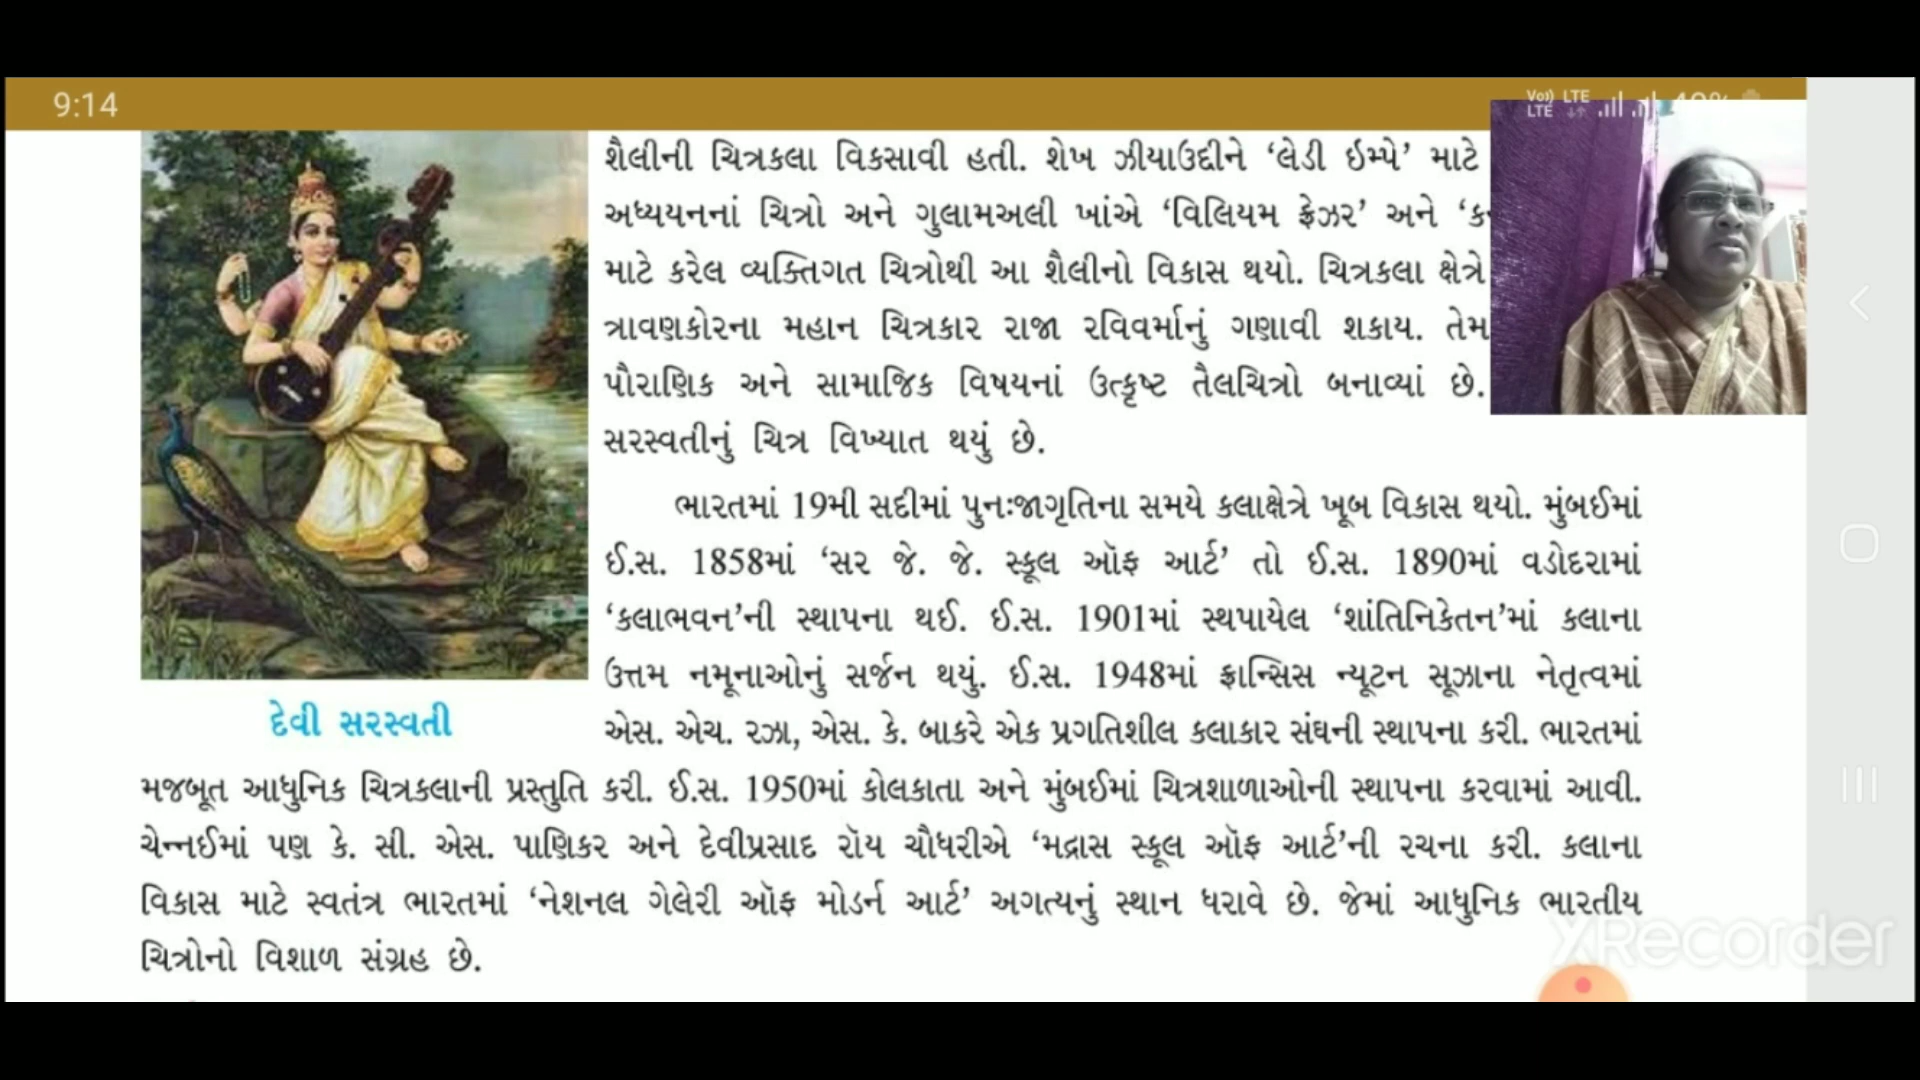 9:14
Vo)) LTE
LTE
શૈલીની ચિત્રકલા વિકસાવી હતી. શેખ ઝીયાઉદ્દીને ‘લેડી ઇમ્પે’ માટે
અધ્યયનનાં ચિત્રો અને ગુલામઅલી ખાંએ ‘વિલિયમ ફ્રેઝર’ અને
માટે કરેલ વ્યક્તિગત ચિત્રોથી આ શૈલીનો વિકાસ થયો. ચિત્રકલા ક્ષેત્રે
ત્રાવણકોરના મહાન ચિત્રકાર રાજા રવિવર્માનું ગણાવી શકાય. તેમ
પૌરાણિક અને સામાજિક વિષયનાં ઉત્કૃષ્ટ તૈલચિત્રો બનાવ્યાં છે.
સરસ્વતીનું ચિત્ર વિખ્યાત થયું છે.
ભારતમાં 19મી સદીમાં પુનઃજાગૃતિના સમયે કલાક્ષેત્રે ખૂબ વિકાસ થયો. મુંબઈમાં
ઈ.સ. 1858માં ‘સર જે. જે. સ્કૂલ ઑફ આર્ટ’ તો ઈ.સ. 1890માં વડોદરામાં
‘કલાભવન’ની સ્થાપના થઈ. ઈ.સ. 1901માં સ્થપાયેલ ‘શાંતિનિકેતન’માં કલાના
ઉત્તમ નમૂનાઓનું સર્જન થયું. ઈ.સ. 1948માં ફ્રાન્સિસ ન્યૂટન સૂઝાના નેતૃત્વમાં
દેવી સરસ્વતી
એસ. એચ. રઝા, એસ. કે. બાકરે એક પ્રગતિશીલ કલાકાર સંઘની સ્થાપના કરી. ભારતમાં
મજબૂત આધુનિક ચિત્રકલાની પ્રસ્તુતિ કરી. ઈ.સ. 1950માં કોલકાતા અને મુંબઈમાં ચિત્રશાળાઓની સ્થાપના કરવામાં આવી.
ચેન્નઈમાં પણ કે. સી. એસ. પાણિકર અને દેવીપ્રસાદ રૉય ચૌધરીએ ‘મદ્રાસ સ્કૂલ ઑફ આર્ટ’ની રચના કરી. કલાના
વિકાસ માટે સ્વતંત્ર ભારતમાં ‘નેશનલ ગેલેરી ઑફ મોડર્ન આર્ટ’ અગત્યનું સ્થાન ધરાવે છે. જેમાં આધુનિક ભારતીય
ચિત્રોનો વિશાળ સંગ્રહ છે.
XRecorder